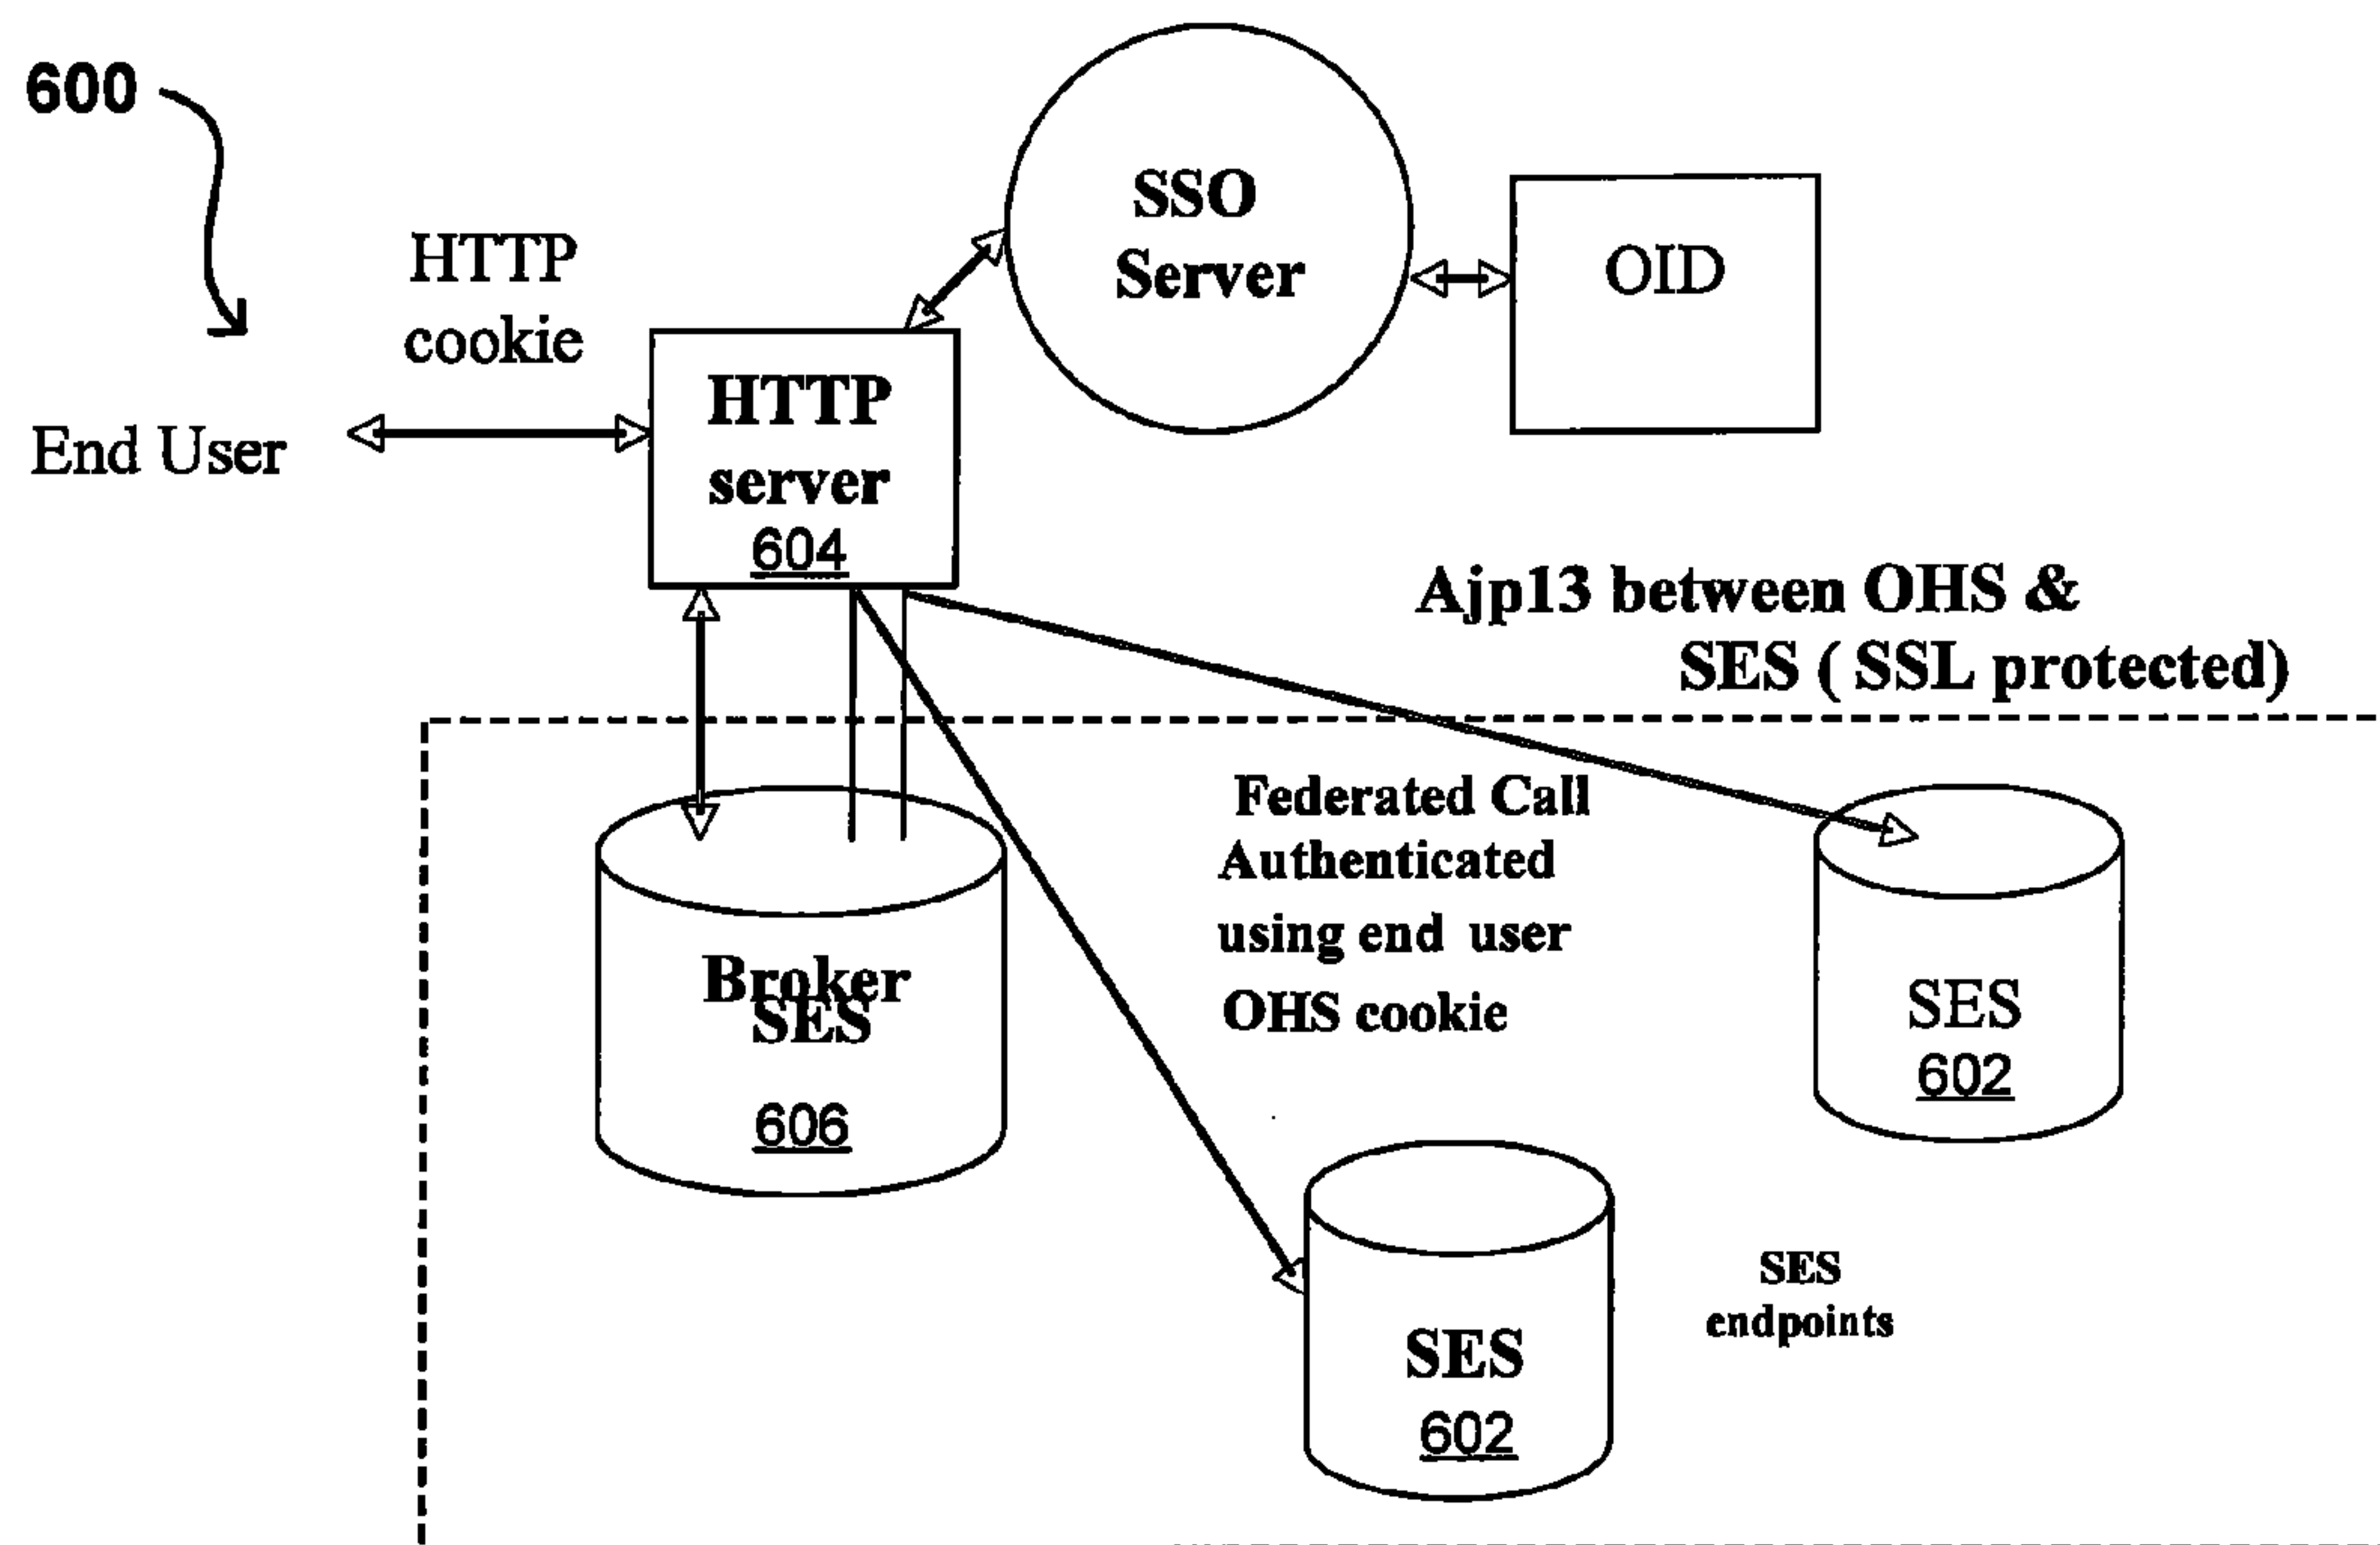 600
HTTP
cookie
End User
SSO
Server
OID
HTTP
server
604
Ajp13 between OHS &
SES ( SSL protected)
Federated Call
Authenticated
using end user
OHS cookie
Broker
SES
606
SES
602
SES
602
SES
endpoints